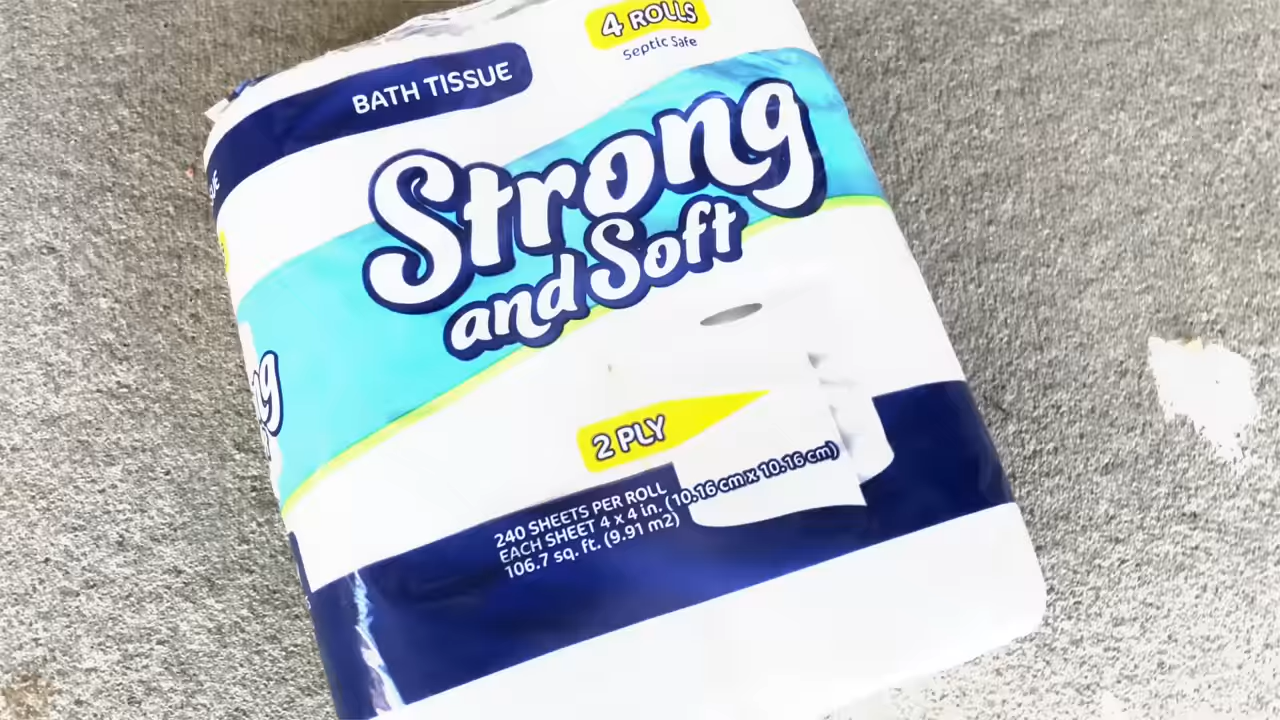 4 ROLLS
Septic Safe
BATH TISSUE
Strong
and Soft
2 PLY
240 SHEETS PER ROLL
EACH SHEET 4 x 4 in. (10.16 cm x 10.16 cm)
106.7 sq. ft. (9.91 m2)